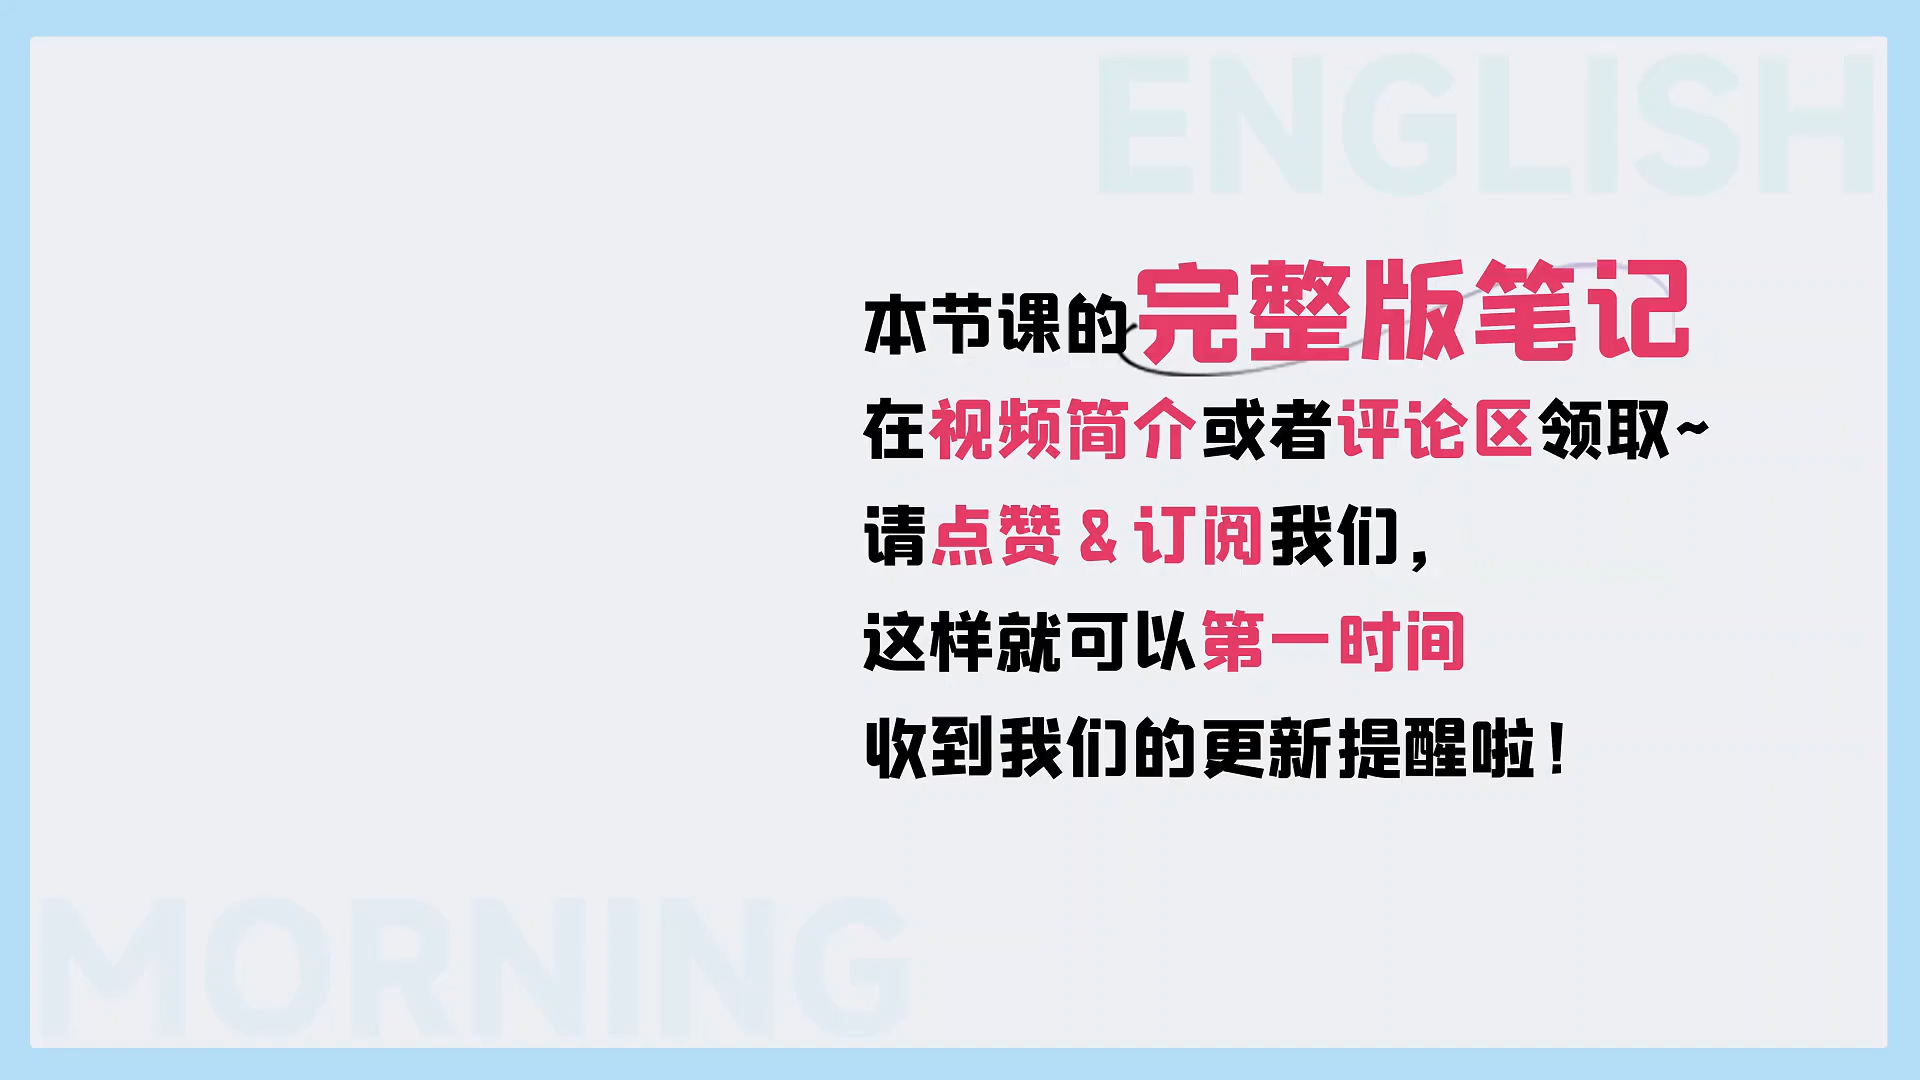 ENGLISH
本节课的完整版笔记
在视频简介或者评论区领取~
请点赞&订阅我们，
这样就可以第一时间
收到我们的更新提醒啦！
MORNING